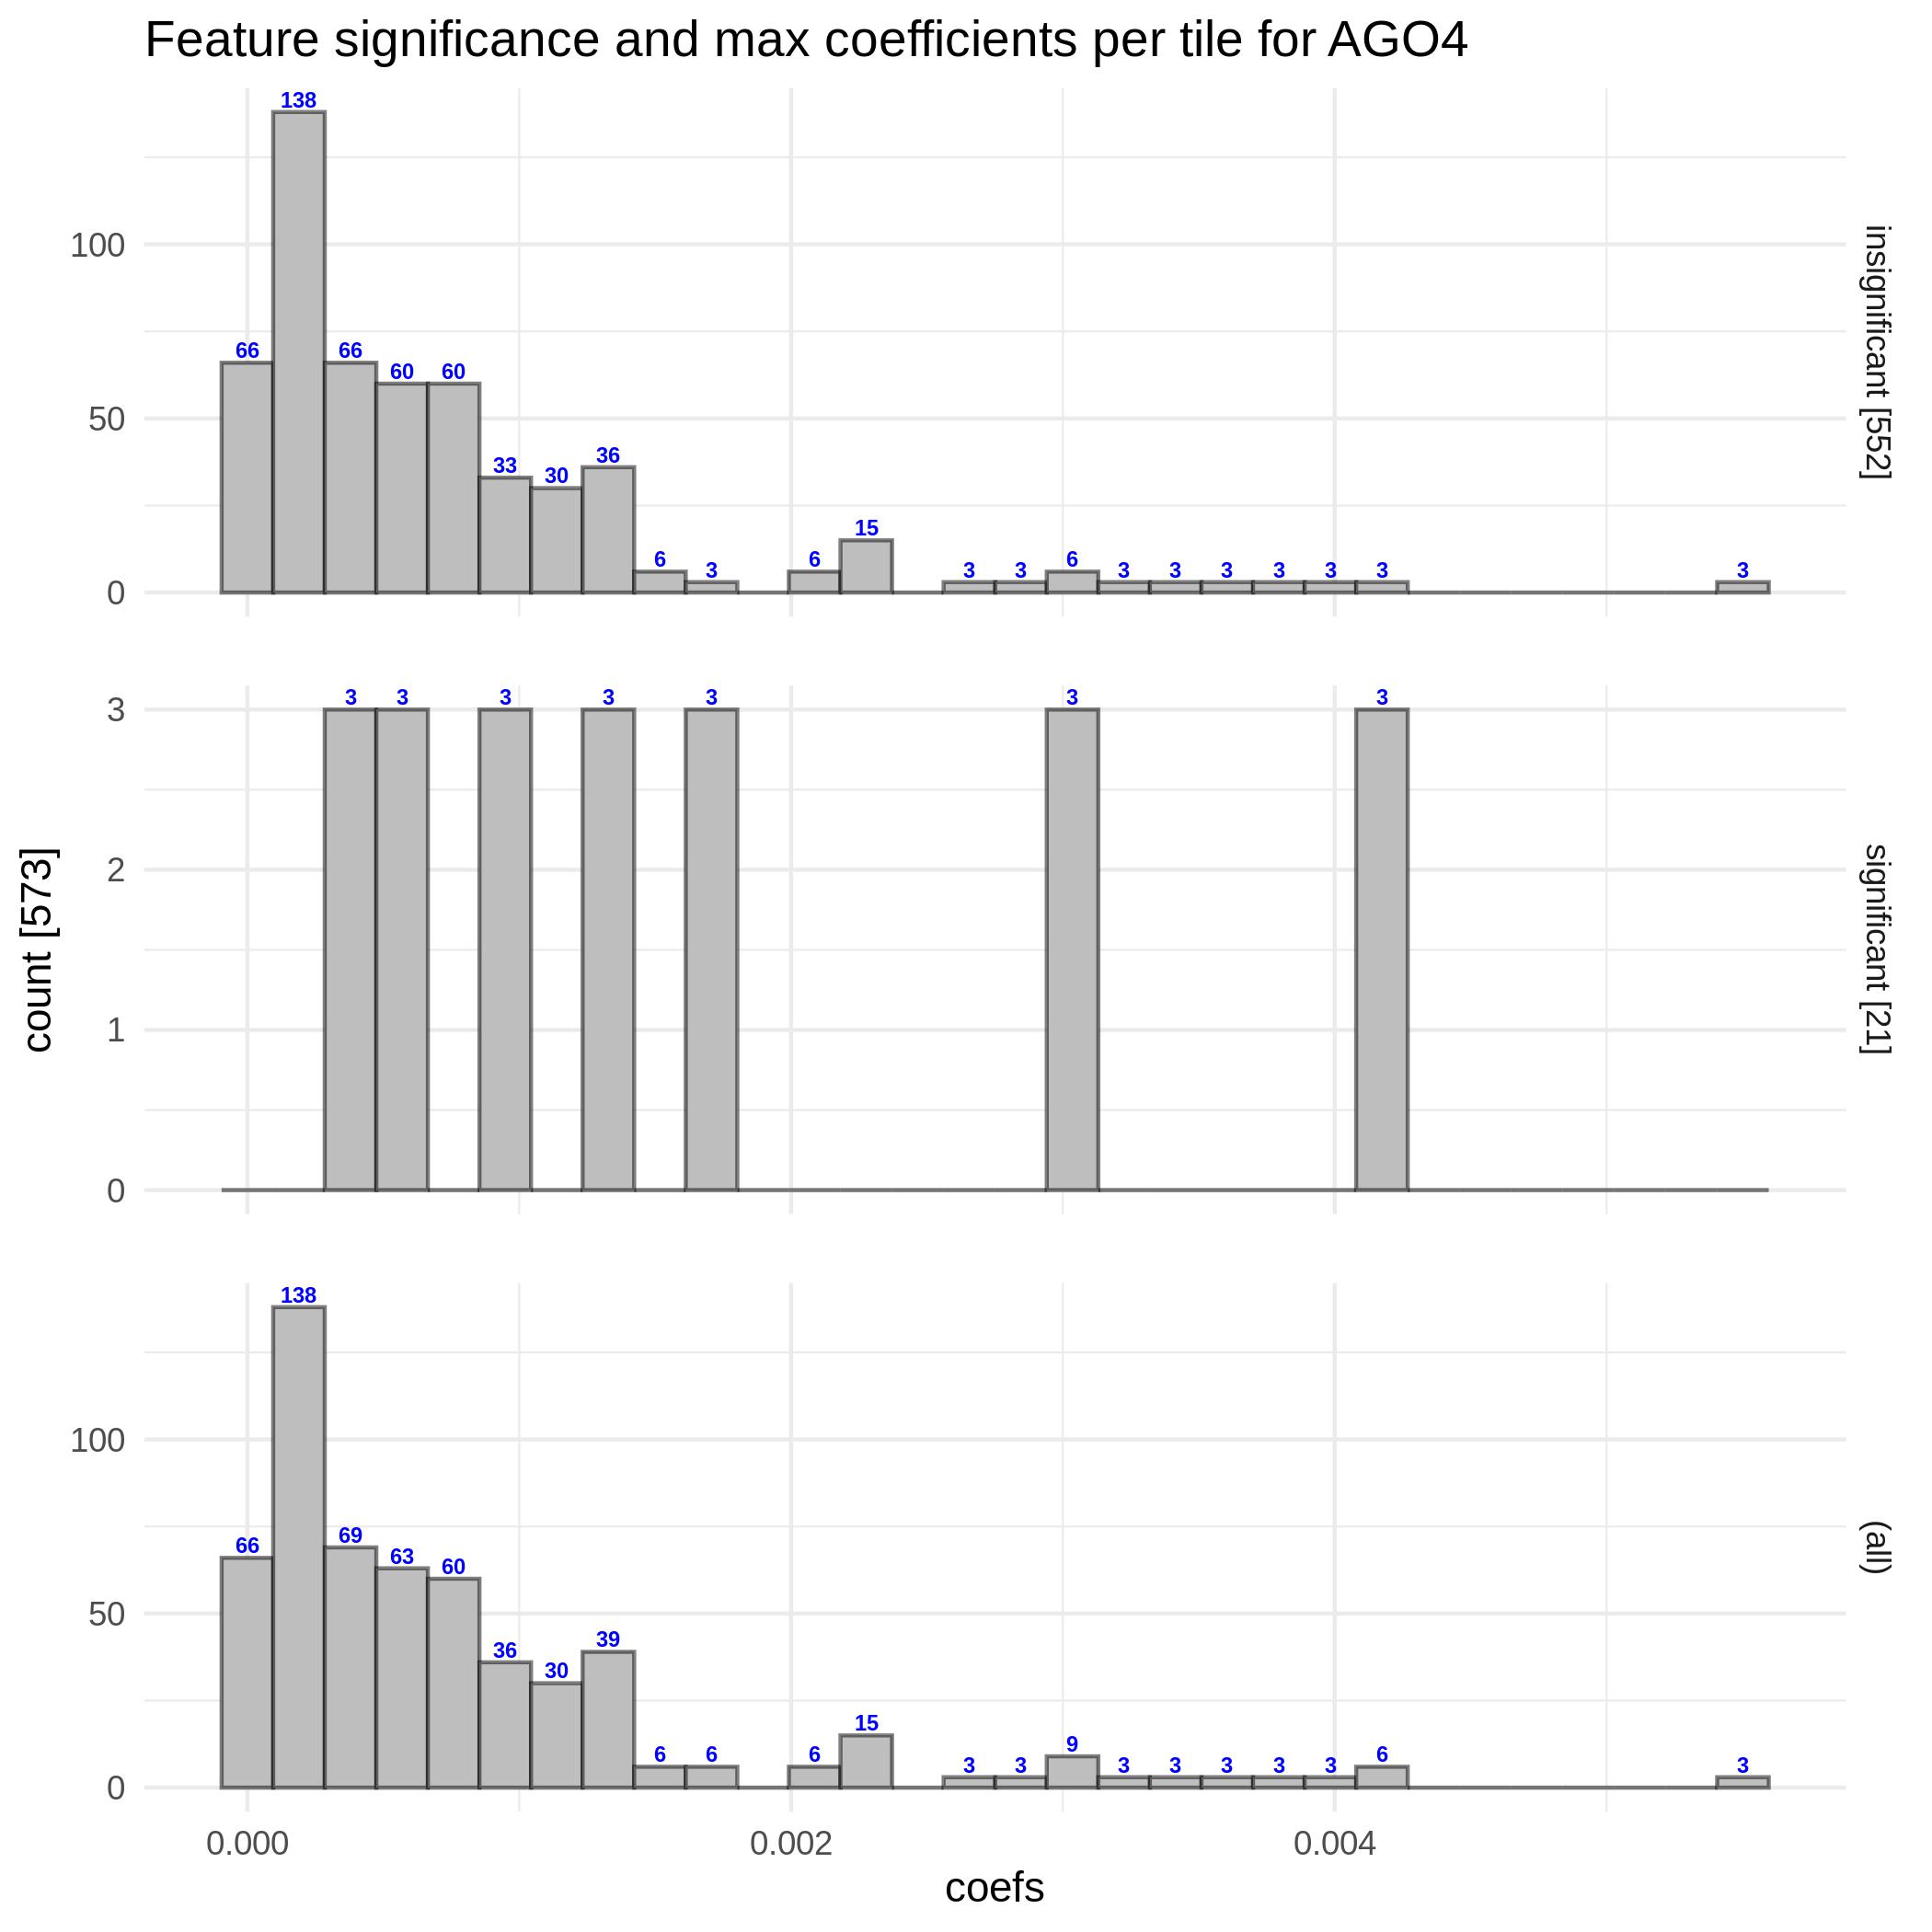 Feature significance and max coefficients per tile for AGO4
138
66 66 60 60 33 30 36 6 3 6 15 3 3 6 3 3 3 3 3 3 3
100
50
0
insignificant [552]
3 3 3 3 3 3 3
3
2
1
0
significant [21]
count [573]
138
66 69 63 60 36 30 39 6 6 6 15 3 3 9 3 3 3 3 3 6 3
100
50
0
(all)
0.000 0.002 0.004
coefs